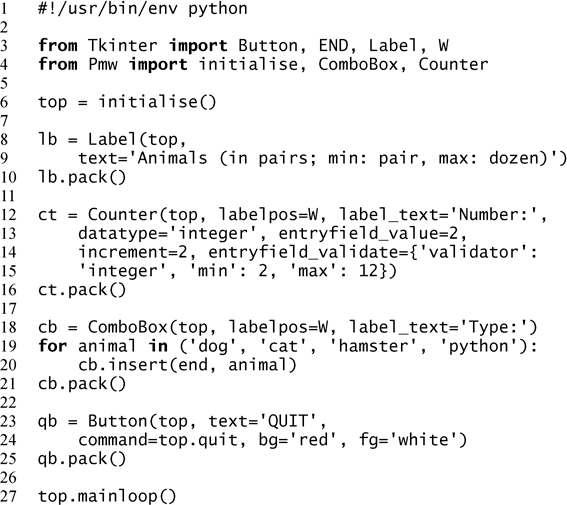 1 #!/usr/bin/env python
2
3 from Tkinter import Button, END, Label, W
4 from Pmw import initialise, ComboBox, Counter
5
6 top = initialise()
7
8 lb = Label(top,
9     text='Animals (in pairs; min: pair, max: dozen)')
10 lb.pack()
11
12 ct = Counter(top, labelpos=W, label_text='Number:',
13     datatype='integer', entryfield_value=2,
14     increment=2, entryfield_validate={'validator':
15     'integer', 'min': 2, 'max': 12})
16 ct.pack()
17
18 cb = ComboBox(top, labelpos=W, label_text='Type:')
19 for animal in ('dog', 'cat', 'hamster', 'python'):
20     cb.insert(end, animal)
21 cb.pack()
22
23 qb = Button(top, text='QUIT',
24     command=top.quit, bg='red', fg='white')
25 qb.pack()
26
27 top.mainloop()